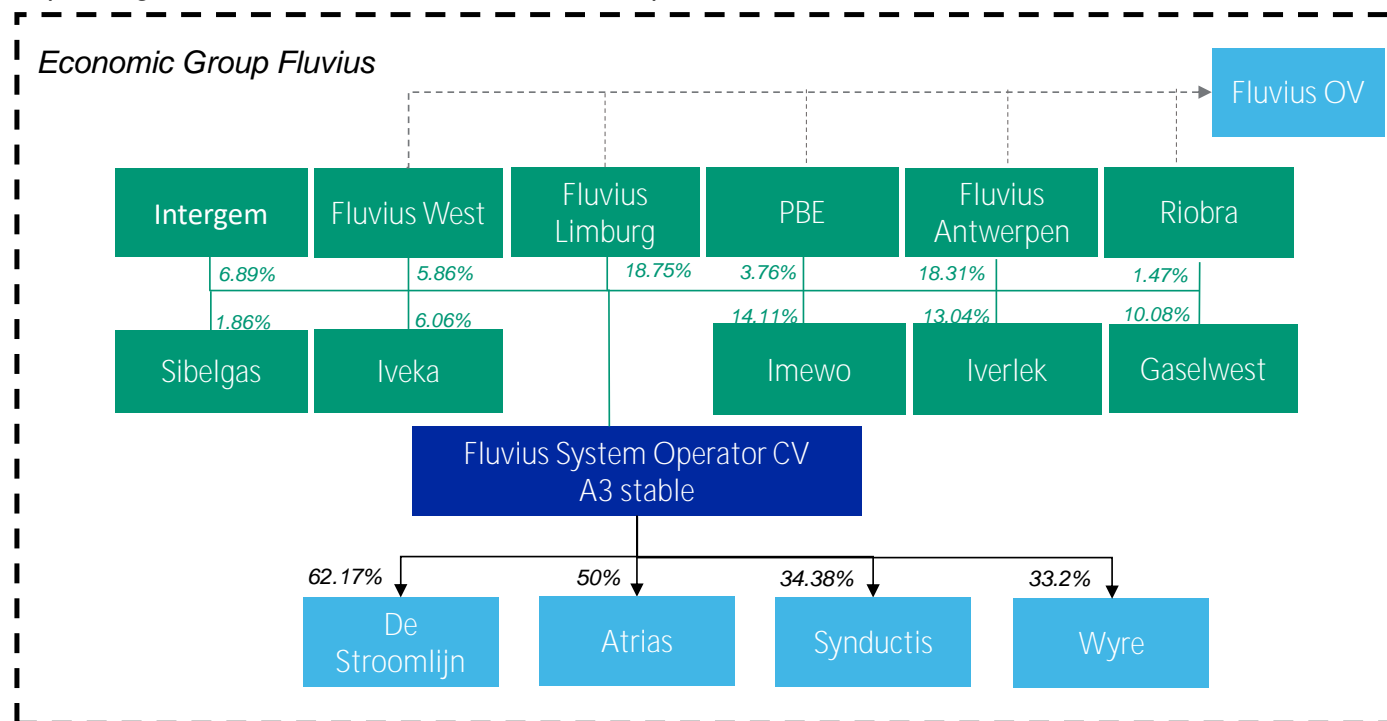 Economic Group Fluvius
Fluvius OV
Intergem
Fluvius West
Fluvius
Limburg
PBE
Fluvius
Antwerpen
Riobra
6.89%
5.86%
18.75%
3.76%
18.31%
1.47%
1.86%
6.06%
14.11%
13.04%
10.08%
Sibelgas
Iveka
Imewo
Iverlek
Gaselwest
Fluvius System Operator CV
A3 stable
62.17%
50%
34.38%
33.2%
De
Stroomlijn
Atrias
Synductis
Wyre